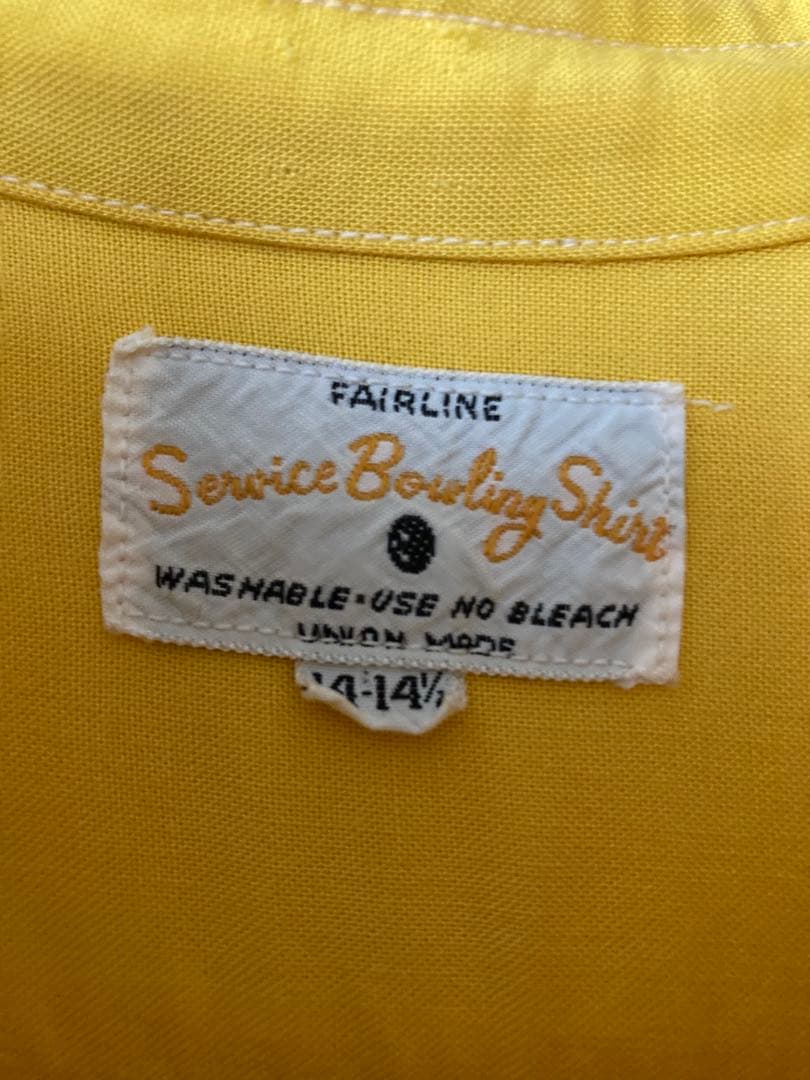 FAIRLINE
Service Bowling Shirt
WASHABLE·USE NO BLEACH
UNION MADE
14-14½